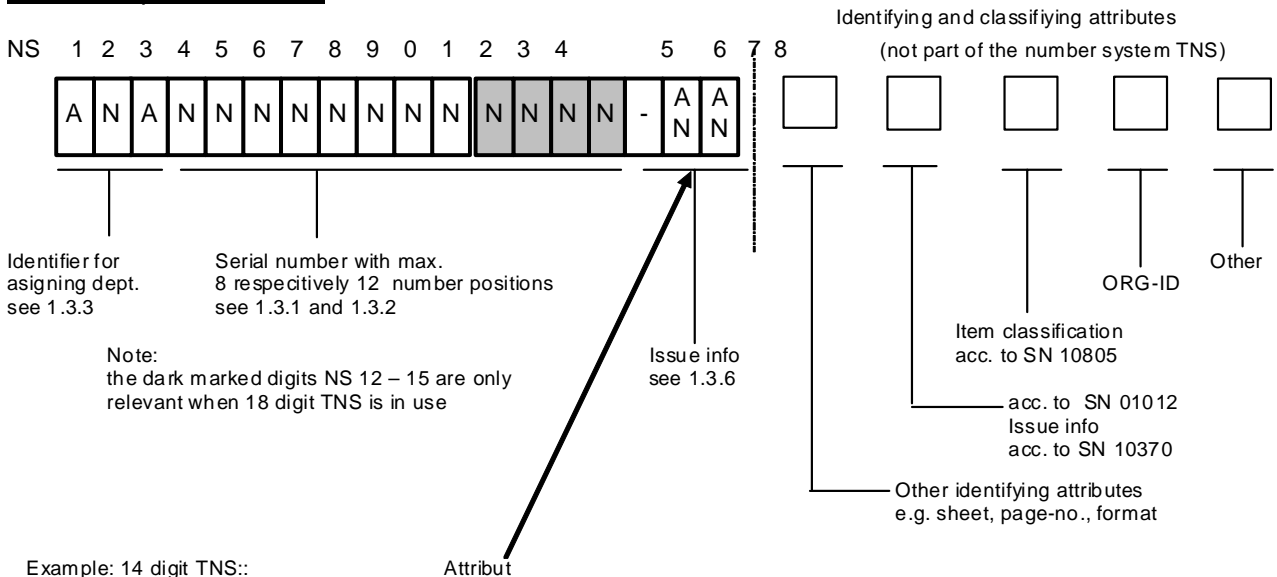 Identifying and classifiying attributes
NS 1 2 3 4 5 6 7 8 9 0 1 2 3 4 5 6 7 8 (not part of the number system TNS)
A N A N N N N N N N N N N N N - A N A N
Identifier for
asigning dept.
see 1.3.3
Serial number with max.
8 respecitively 12 number positions
see 1.3.1 and 1.3.2
Note:
the dark marked digits NS 12 – 15 are only
relevant when 18 digit TNS is in use
Issue info
see 1.3.6
Other
ORG-ID
Item classification
acc. to SN 10805
acc. to SN 01012
Issue info
acc. to SN 10370
Other identifying attributes
e.g. sheet, page-no., format
Example: 14 digit TNS:: Attribut